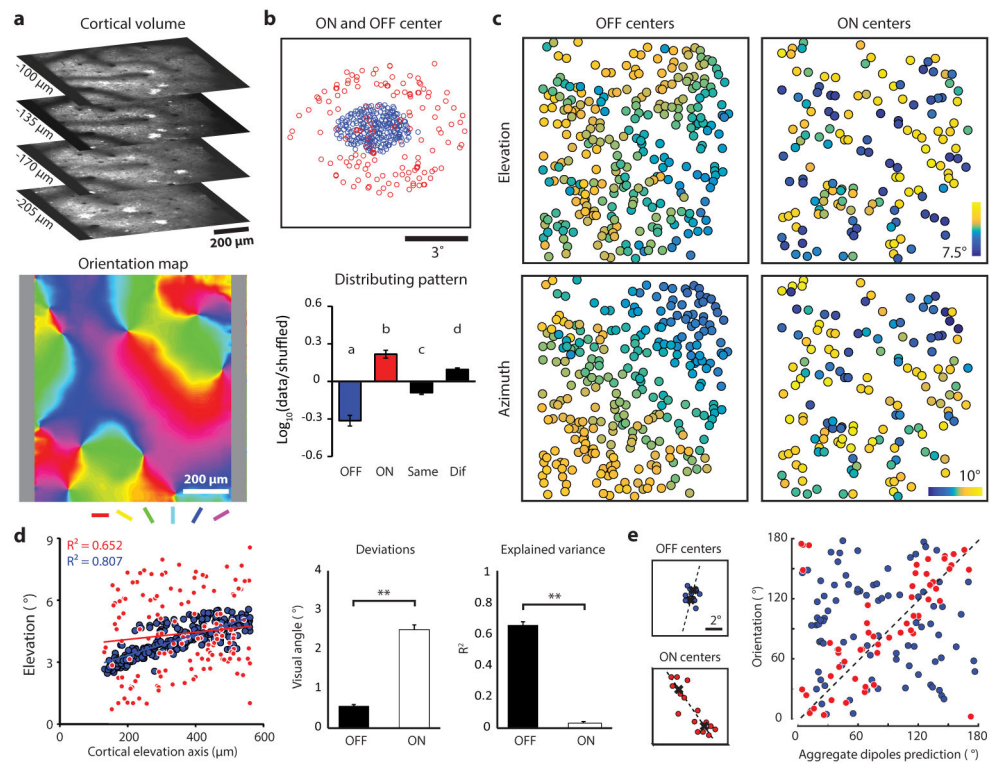 a
Cortical volume
-100 µm
-135 µm
-170 µm
-205 µm
200 µm
Orientation map
200 µm
b
ON and OFF center
3°
Distributing pattern
Log10(data/shuffled)
0.6
0.3
0
-0.3
-0.6
a
b
c
d
OFF
ON
Same
Dif
c
OFF centers
ON centers
Elevation
7.5°
Azimuth
10°
d
R² = 0.652
R² = 0.807
Elevation (°)
9
6
3
0
0
200
400
600
Cortical elevation axis (µm)
Deviations
Visual angle (°)
4
3
2
1
0
**
OFF
ON
Explained variance
R²
1
0.8
0.6
0.4
0.2
0
**
OFF
ON
e
OFF centers
2°
ON centers
Orientation (°)
180
120
60
0
0
60
120
180
Aggregate dipoles prediction (°)